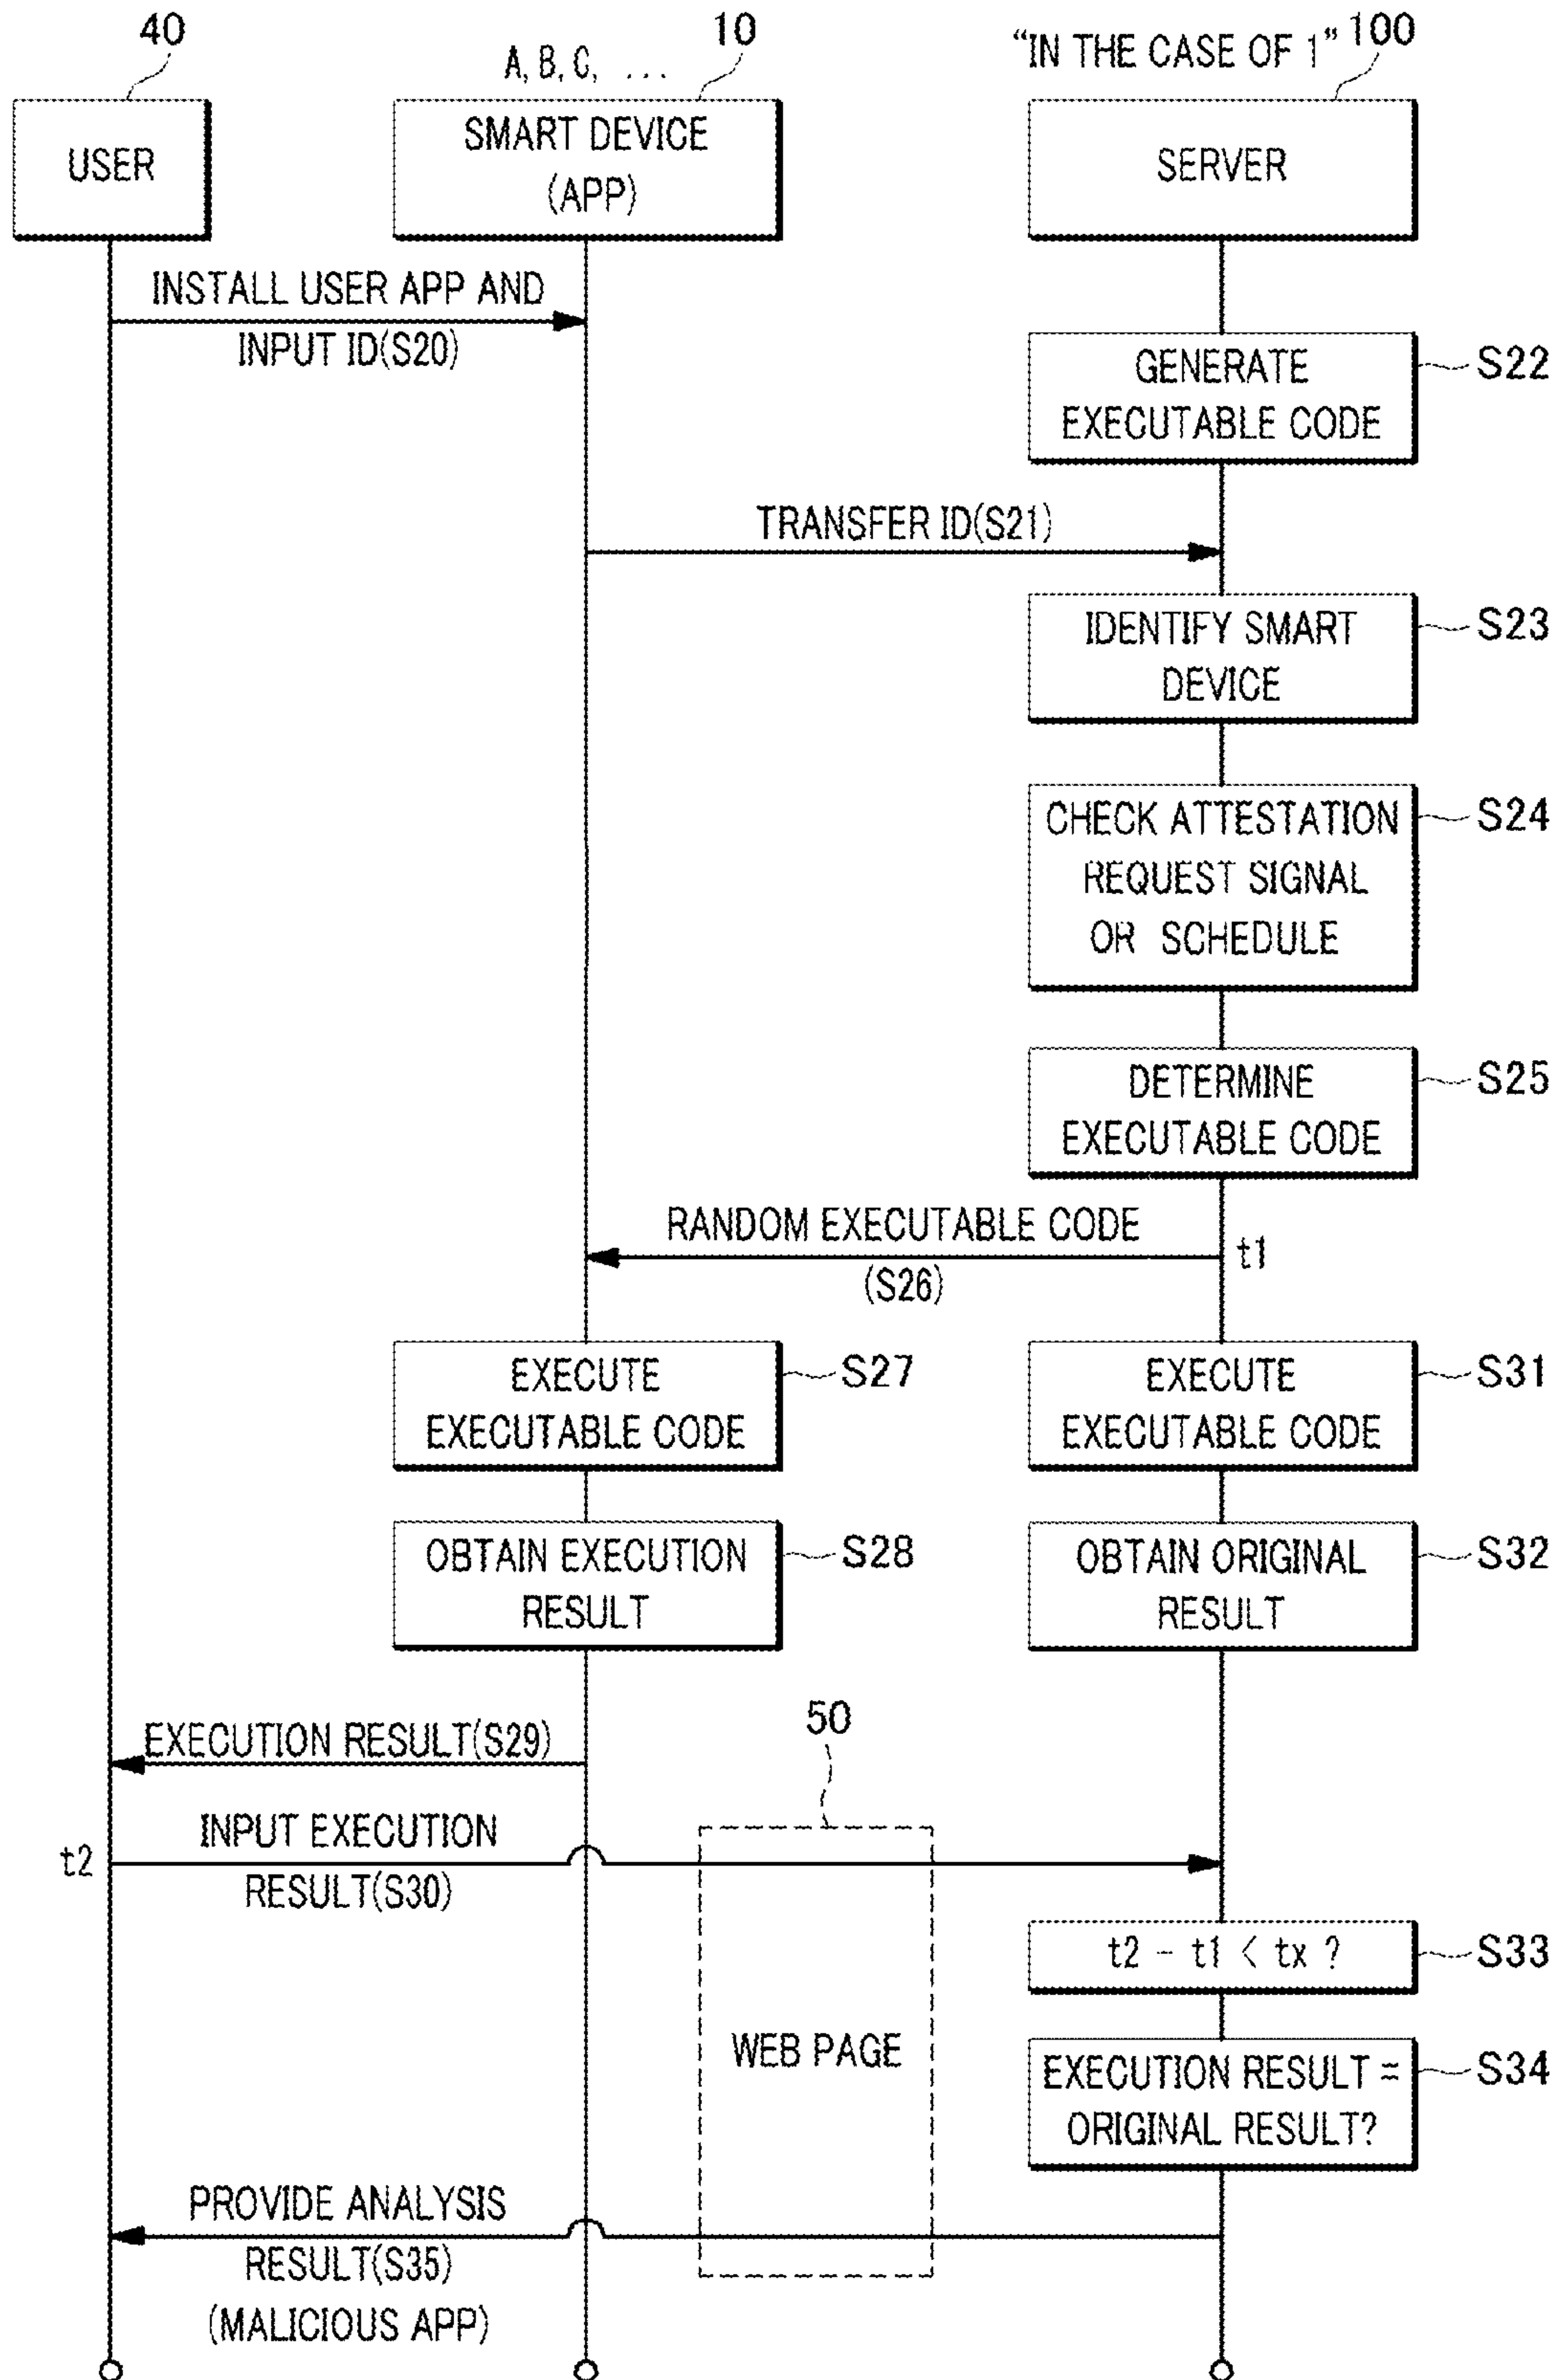 40
10
"IN THE CASE OF 1" 100
A, B, C, ...
USER
SMART DEVICE
(APP)
SERVER
INSTALL USER APP AND
INPUT ID(S20)
GENERATE
EXECUTABLE CODE
S22
TRANSFER ID(S21)
IDENTIFY SMART
DEVICE
S23
CHECK ATTESTATION
REQUEST SIGNAL
OR SCHEDULE
S24
DETERMINE
EXECUTABLE CODE
S25
RANDOM EXECUTABLE CODE
(S26)
t1
EXECUTE
EXECUTABLE CODE
S27
EXECUTE
EXECUTABLE CODE
S31
OBTAIN EXECUTION
RESULT
S28
OBTAIN ORIGINAL
RESULT
S32
EXECUTION RESULT(S29)
50
INPUT EXECUTION
RESULT(S30)
t2
t2 - t1 < tx ?
S33
WEB PAGE
EXECUTION RESULT =
ORIGINAL RESULT?
S34
PROVIDE ANALYSIS
RESULT(S35)
(MALICIOUS APP)